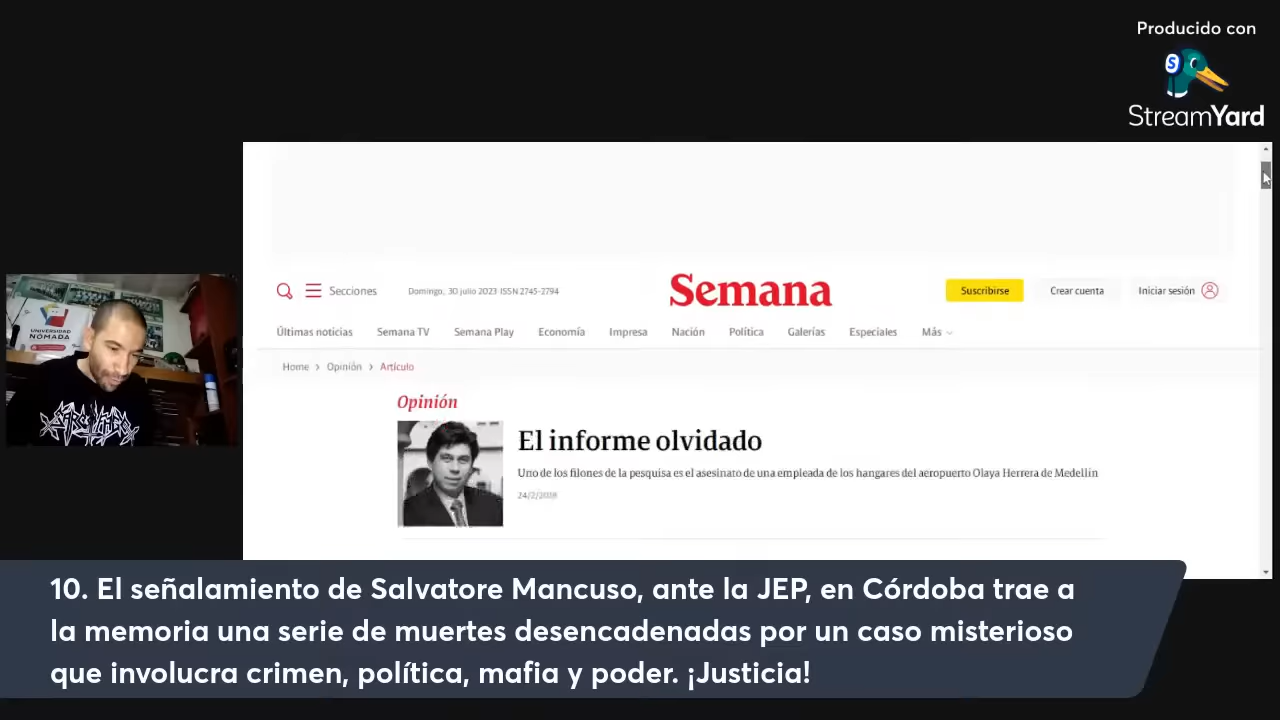 Producido con
StreamYard
Secciones
Domingo, 30 julio 2023 ISSN 2745-2794
Semana
Suscribirse
Crear cuenta
Iniciar sesión
Últimas noticias
Semana TV
Semana Play
Economía
Impresa
Nación
Política
Galerías
Especiales
Más
Home > Opinión > Artículo
Opinión
El informe olvidado
Uno de los filones de la pesquisa es el asesinato de una empleada de los hangares del aeropuerto Olaya Herrera de Medellín
UNIVERSIDAD
NÓMADA
10. El señalamiento de Salvatore Mancuso, ante la JEP, en Córdoba trae a
la memoria una serie de muertes desencadenadas por un caso misterioso
que involucra crimen, política, mafia y poder. ¡Justicia!